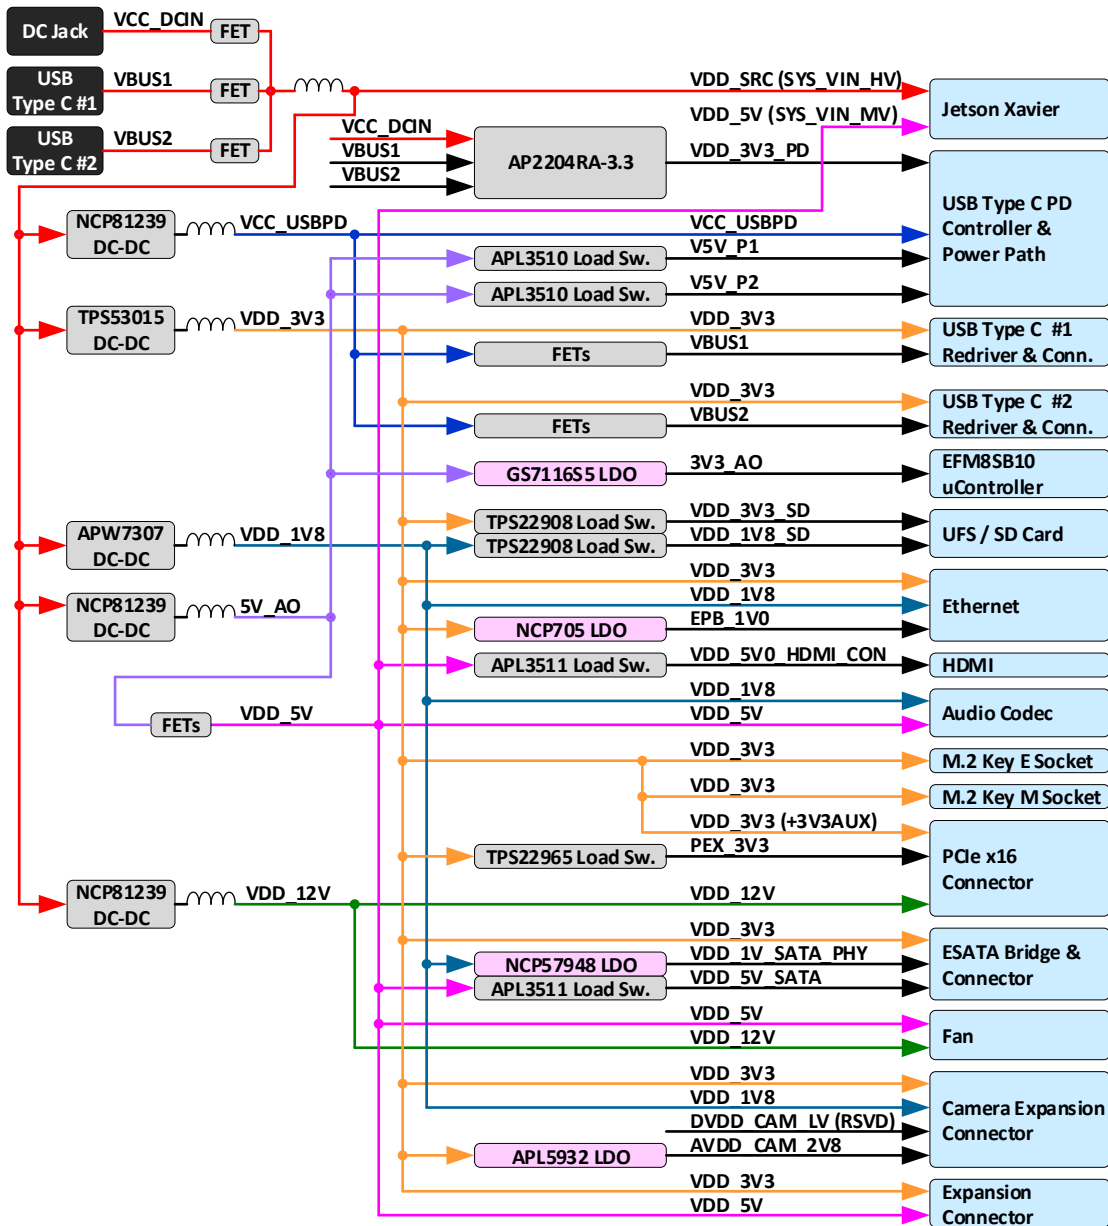 DC Jack
VCC_DCIN
FET
USB
Type C #1
VBUS1
FET
USB
Type C #2
VBUS2
FET
VDD_SRC (SYS_VIN_HV)
VDD_5V (SYS_VIN_MV)
Jetson Xavier
VCC_DCIN
VBUS1
VBUS2
AP2204RA-3.3
VDD_3V3_PD
NCP81239
DC-DC
VCC_USBPD
VCC_USBPD
APL3510 Load Sw.
V5V_P1
APL3510 Load Sw.
V5V_P2
USB Type C PD
Controller &
Power Path
TPS53015
DC-DC
VDD_3V3
VDD_3V3
FETs
VBUS1
USB Type C  #1
Redriver & Conn.
VDD_3V3
FETs
VBUS2
USB Type C  #2
Redriver & Conn.
GS7116S5 LDO
3V3_AO
EFM8SB10
uController
APW7307
DC-DC
VDD_1V8
TPS22908 Load Sw.
VDD_3V3_SD
TPS22908 Load Sw.
VDD_1V8_SD
UFS / SD Card
NCP81239
DC-DC
5V_AO
VDD_3V3
VDD_1V8
NCP705 LDO
EPB_1V0
Ethernet
APL3511 Load Sw.
VDD_5V0_HDMI_CON
HDMI
FETs
VDD_5V
VDD_1V8
VDD_5V
Audio Codec
VDD_3V3
M.2 Key E Socket
VDD_3V3
M.2 Key M Socket
VDD_3V3 (+3V3AUX)
TPS22965 Load Sw.
PEX_3V3
PCIe x16
Connector
NCP81239
DC-DC
VDD_12V
VDD_12V
VDD_3V3
NCP57948 LDO
VDD_1V_SATA_PHY
APL3511 Load Sw.
VDD_5V_SATA
ESATA Bridge &
Connector
VDD_5V
VDD_12V
Fan
VDD_3V3
VDD_1V8
DVDD_CAM_LV (RSVD)
APL5932 LDO
AVDD_CAM_2V8
Camera Expansion
Connector
VDD_3V3
VDD_5V
Expansion
Connector